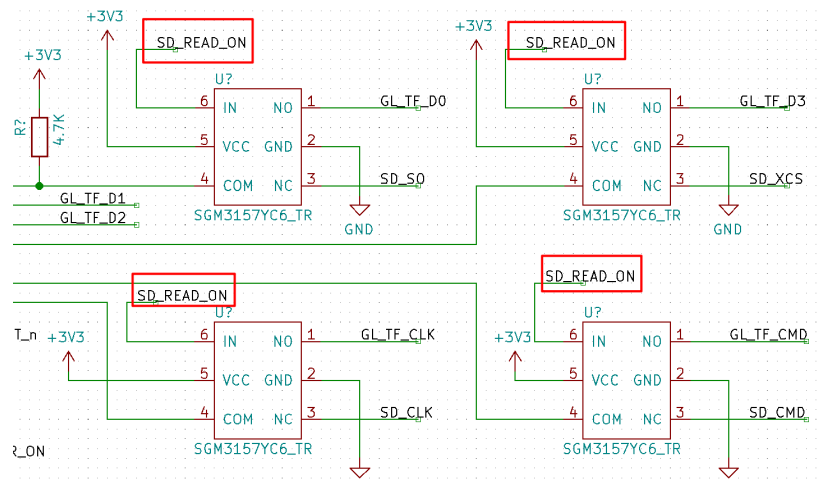 +3V3
SD_READ_ON
+3V3
SD_READ_ON
+3V3
R?
4.7K
U?
6 IN NO 1 GL_TF_D0
5 VCC GND 2
4 COM NC 3 SD_SO
SGM3157YC6_TR
GND
U?
6 IN NO 1 GL_TF_D3
5 VCC GND 2
4 COM NC 3 SD_XCS
SGM3157YC6_TR
GND
GL_TF_D1
GL_TF_D2
SD_READ_ON
SD_READ_ON
T_n
+3V3
U?
6 IN NO 1 GL_TF_CLK
5 VCC GND 2
4 COM NC 3 SD_CLK
SGM3157YC6_TR
+3V3
U?
6 IN NO 1 GL_TF_CMD
5 VCC GND 2
4 COM NC 3 SD_CMD
SGM3157YC6_TR
R_ON